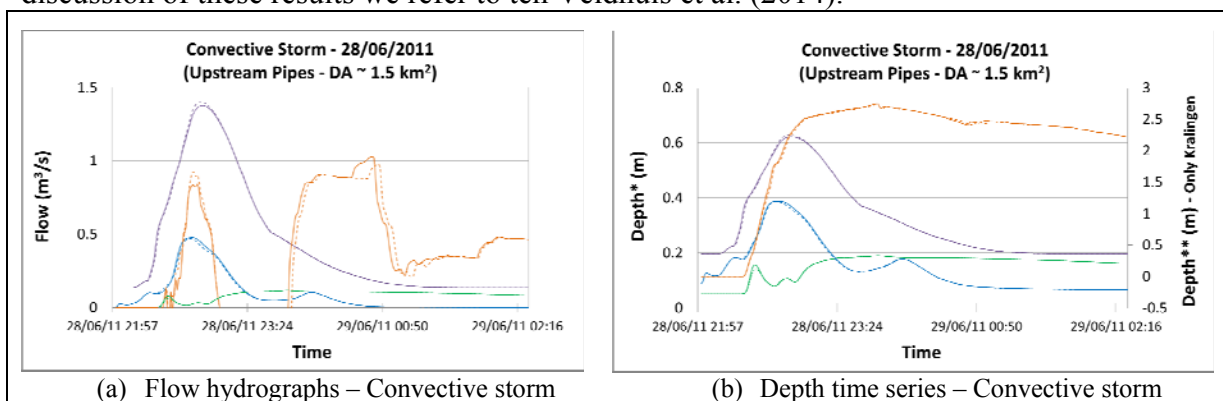 discussion of these results we refer to ten Veldhuis et al. (2014).
Convective Storm - 28/06/2011
(Upstream Pipes - DA ~ 1.5 km²)
Flow (m³/s)
1.5
1
0.5
0
28/06/11 21:57
28/06/11 23:24
29/06/11 00:50
29/06/11 02:16
Time
(a) Flow hydrographs – Convective storm
Convective Storm - 28/06/2011
(Upstream Pipes - DA ~ 1.5 km²)
Depth* (m)
0.8
0.6
0.4
0.2
0
3
2.5
2
1.5
1
0.5
0
-0.5
Depth** (m) - Only Kralingen
28/06/11 21:57
28/06/11 23:24
29/06/11 00:50
29/06/11 02:16
Time
(b) Depth time series – Convective storm